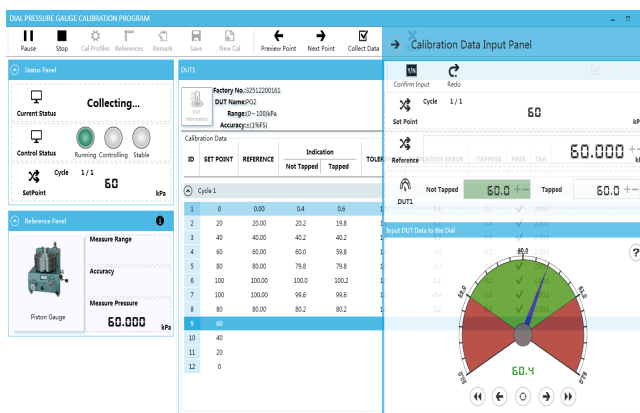 DIAL PRESSURE GAUGE CALIBRATION PROGRAM
Pause Stop Cal Profiles References Remark Save New Cal Preview Point Next Point Collect Data
Calibration Data Input Panel
Y/N
Confirm Input Redo
Status Panel
Current Status
Collecting...
Control Status
Running Controlling Stable
SetPoint
Cycle 1 / 1
60
kPa
Reference Panel
Measure Range
Accuracy
Measure Pressure
Piston Gauge
60.000 kPa
DUT1
DUT Information
Factory No.:32512200161
DUT Name:PG2
Range:(0~100)kPa
Accuracy:±(1%FS)
Calibration Data
ID SET POINT REFERENCE Indication
Not Tapped Tapped
Cycle 1
1 0 0.00 0.4 0.6
2 20 20.00 20.2 19.8
3 40 40.00 40.2 40.2
4 60 60.00 60.0 59.8
5 80 80.00 79.8 79.8
6 100 100.00 100.0 100.2
7 100 100.00 99.6 99.6
8 80 80.00 80.2 80.2
9 60
10 40
11 20
12 0
Set Point
Cycle 1 / 1
60
kP
Reference
60.000 +-
DUT1
Not Tapped 60.0 +- Tapped 60.0 +-
Input DUT Data to the Dial
60.0
60.4
?